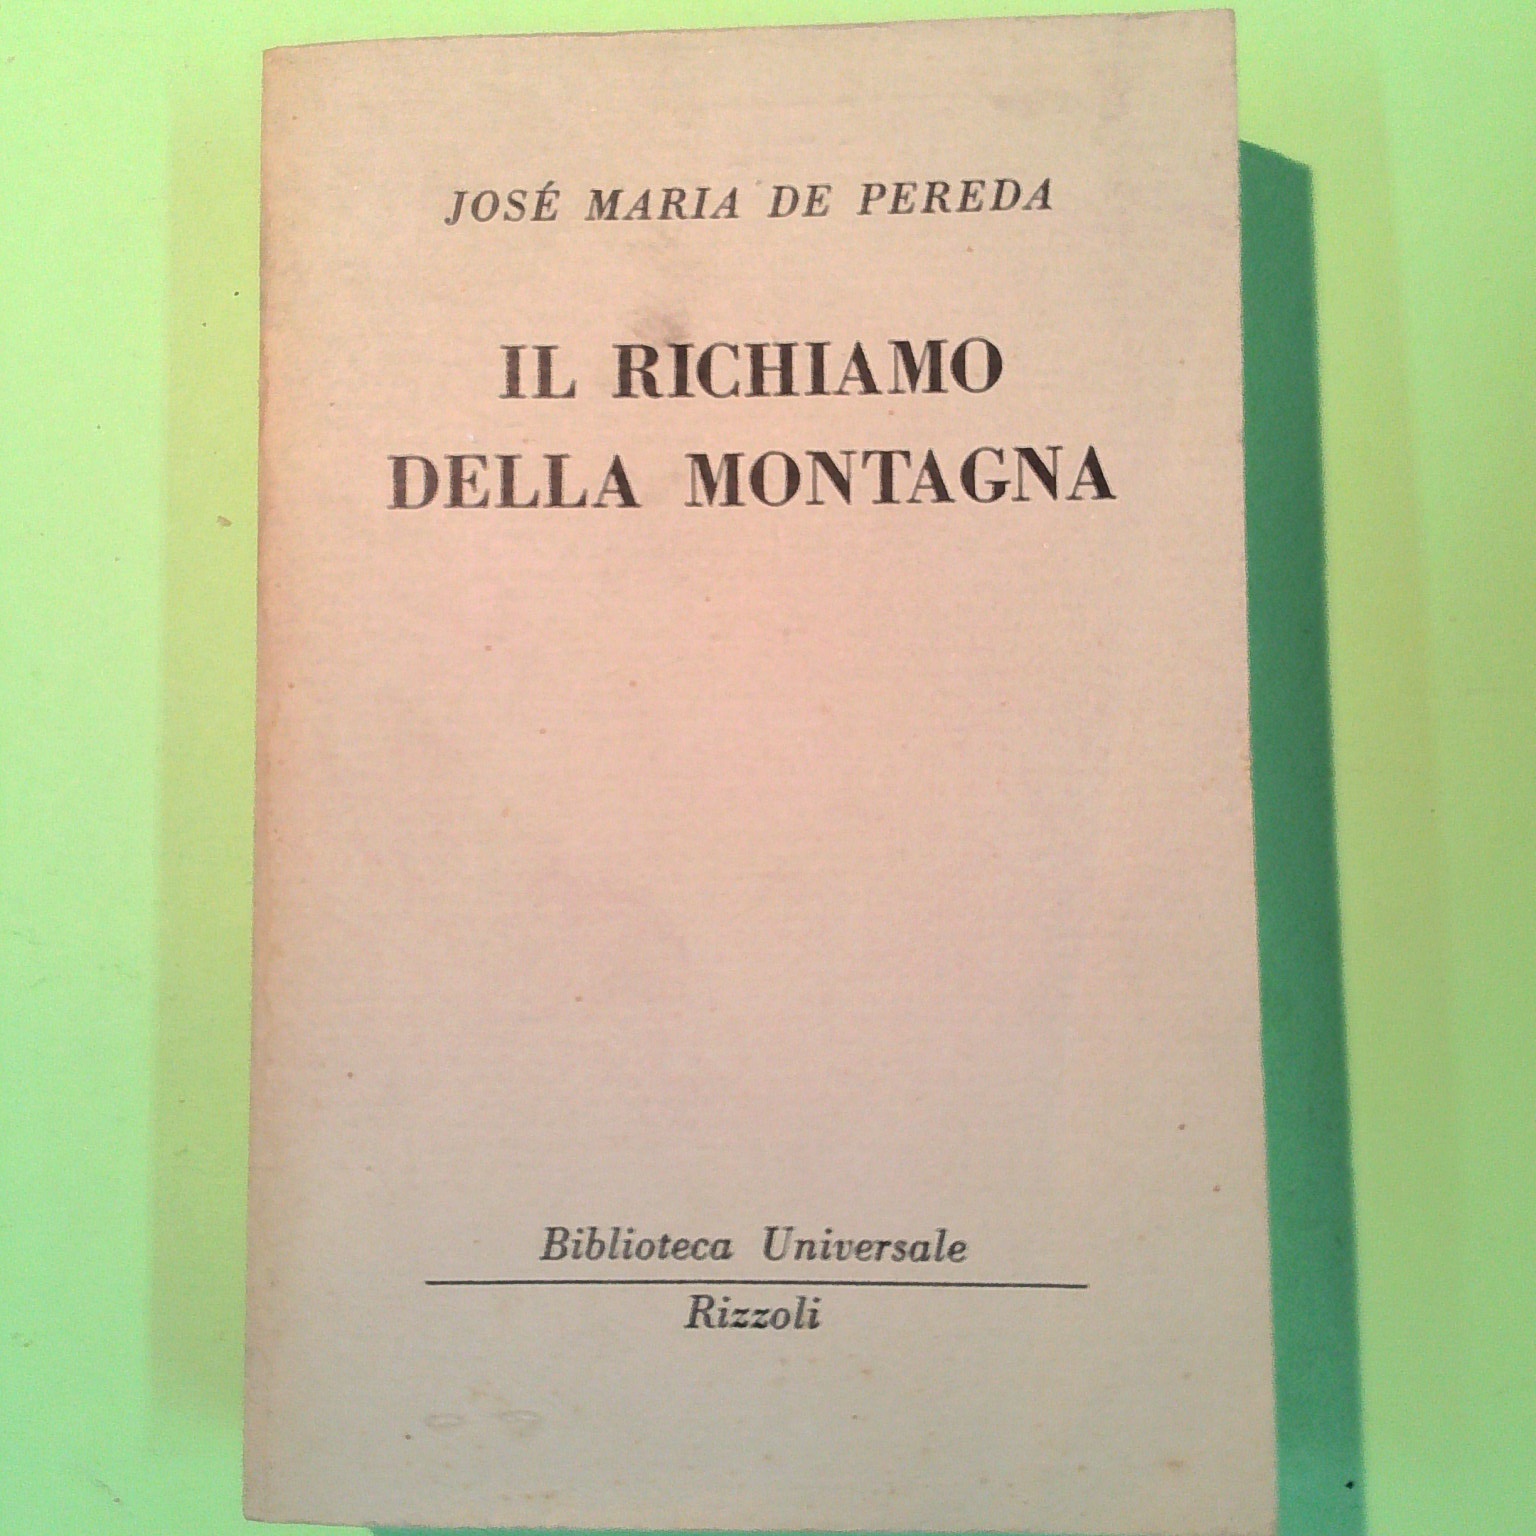 JOSÉ MARIA DE PEREDA
IL RICHIAMO
DELLA MONTAGNA
Biblioteca Universale
Rizzoli